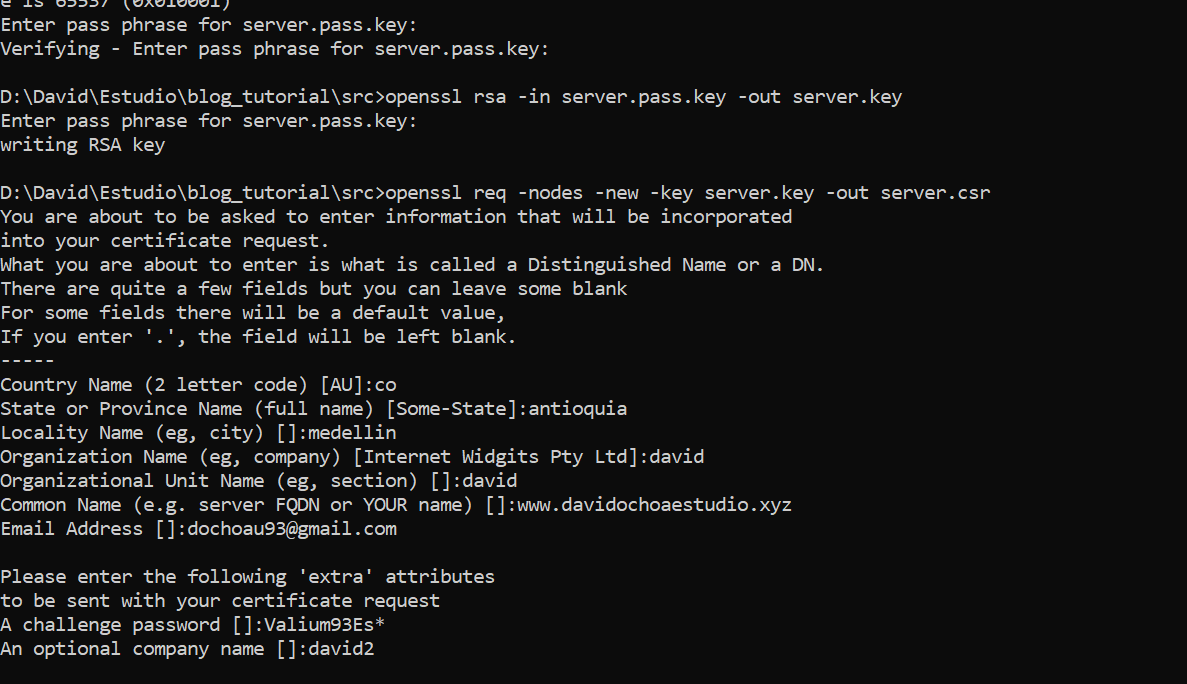 e is 65537 (0x010001)
Enter pass phrase for server.pass.key:
Verifying - Enter pass phrase for server.pass.key:
D:\David\Estudio\blog_tutorial\src>openssl rsa -in server.pass.key -out server.key
Enter pass phrase for server.pass.key:
writing RSA key
D:\David\Estudio\blog_tutorial\src>openssl req -nodes -new -key server.key -out server.csr
You are about to be asked to enter information that will be incorporated
into your certificate request.
What you are about to enter is what is called a Distinguished Name or a DN.
There are quite a few fields but you can leave some blank
For some fields there will be a default value,
If you enter '.', the field will be left blank.
-----
Country Name (2 letter code) [AU]:co
State or Province Name (full name) [Some-State]:antioquia
Locality Name (eg, city) []:medellin
Organization Name (eg, company) [Internet Widgits Pty Ltd]:david
Organizational Unit Name (eg, section) []:david
Common Name (e.g. server FQDN or YOUR name) []:www.davidochoaestudio.xyz
Email Address []:dochoau93@gmail.com
Please enter the following 'extra' attributes
to be sent with your certificate request
A challenge password []:Valium93Es*
An optional company name []:david2